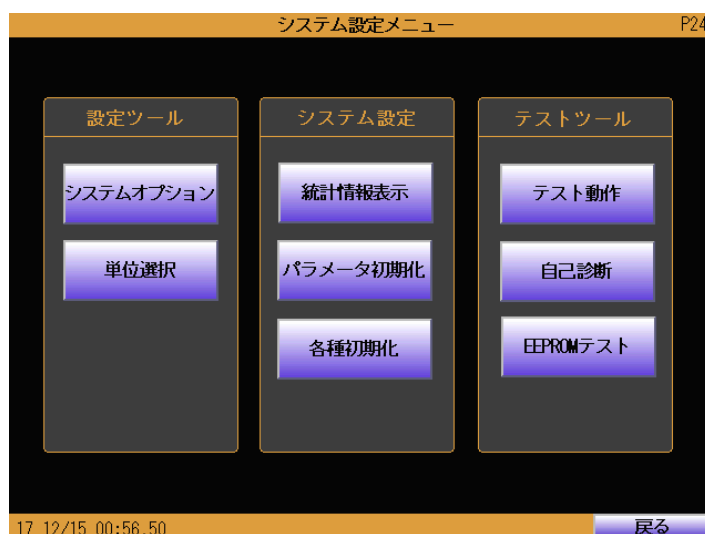 システム設定メニュー P24
設定ツール
システムオプション
単位選択
システム設定
統計情報表示
パラメータ初期化
各種初期化
テストツール
テスト動作
自己診断
EEPROMテスト
17 12/15 00:56.50 戻る